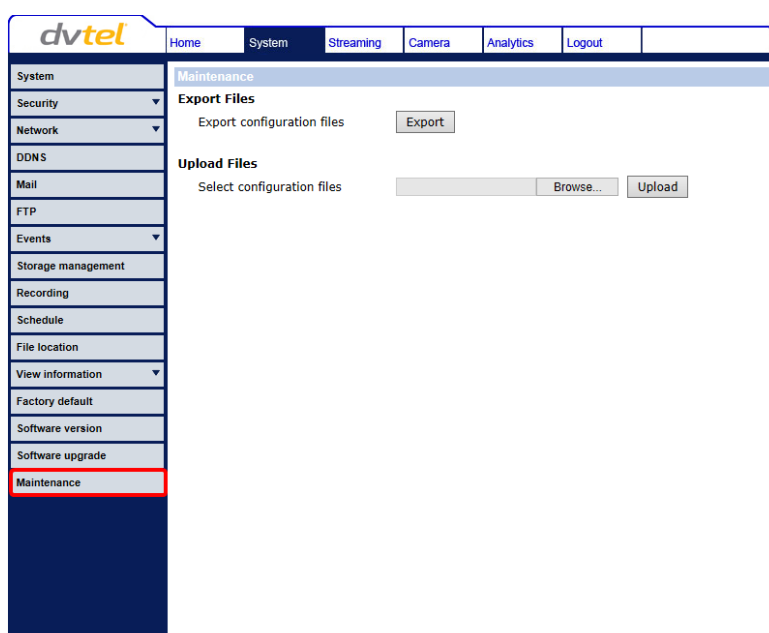 dvtel
Home System Streaming Camera Analytics Logout
System
Security
Network
DDNS
Mail
FTP
Events
Storage management
Recording
Schedule
File location
View information
Factory default
Software version
Software upgrade
Maintenance
Maintenance
Export Files
Export configuration files Export
Upload Files
Select configuration files Browse... Upload